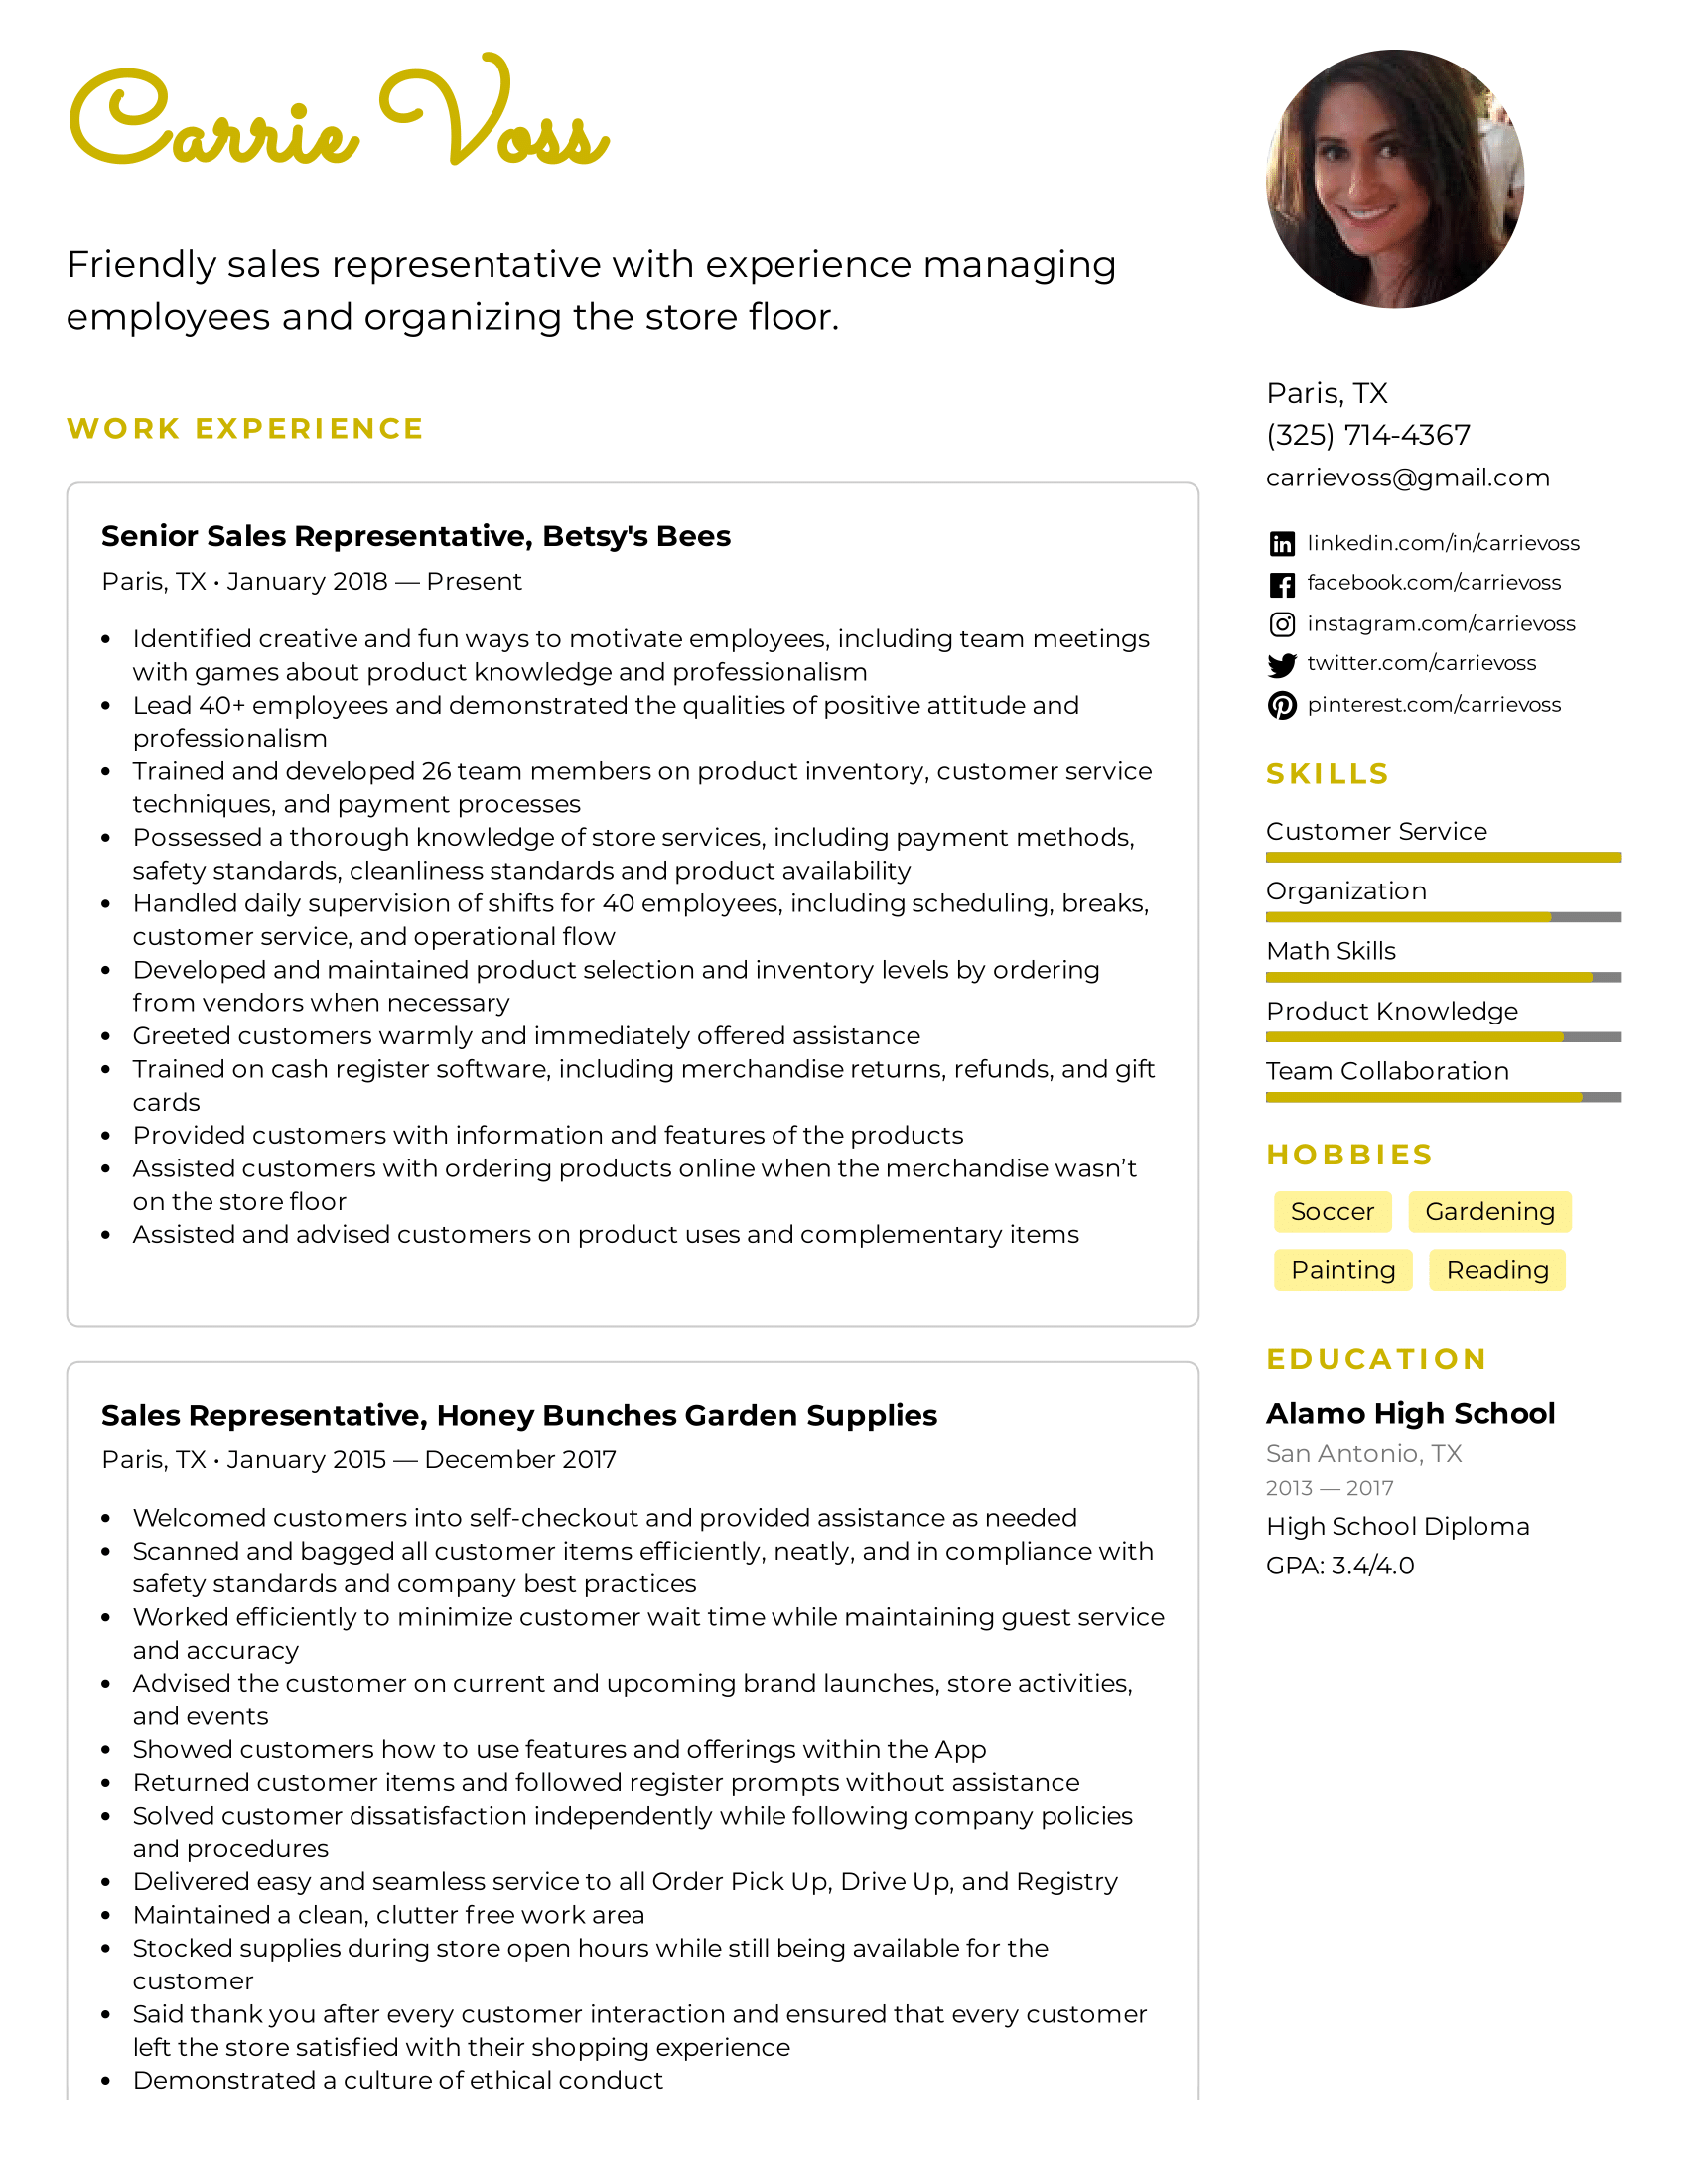 Carrie Voss
Friendly sales representative with experience managing
employees and organizing the store floor.
WORK EXPERIENCE
Senior Sales Representative, Betsy's Bees
Paris, TX • January 2018 — Present
• Identified creative and fun ways to motivate employees, including team meetings
with games about product knowledge and professionalism
• Lead 40+ employees and demonstrated the qualities of positive attitude and
professionalism
• Trained and developed 26 team members on product inventory, customer service
techniques, and payment processes
• Possessed a thorough knowledge of store services, including payment methods,
safety standards, cleanliness standards and product availability
• Handled daily supervision of shifts for 40 employees, including scheduling, breaks,
customer service, and operational flow
• Developed and maintained product selection and inventory levels by ordering
from vendors when necessary
• Greeted customers warmly and immediately offered assistance
• Trained on cash register software, including merchandise returns, refunds, and gift
cards
• Provided customers with information and features of the products
• Assisted customers with ordering products online when the merchandise wasn’t
on the store floor
• Assisted and advised customers on product uses and complementary items
Sales Representative, Honey Bunches Garden Supplies
Paris, TX • January 2015 — December 2017
• Welcomed customers into self-checkout and provided assistance as needed
• Scanned and bagged all customer items efficiently, neatly, and in compliance with
safety standards and company best practices
• Worked efficiently to minimize customer wait time while maintaining guest service
and accuracy
• Advised the customer on current and upcoming brand launches, store activities,
and events
• Showed customers how to use features and offerings within the App
• Returned customer items and followed register prompts without assistance
• Solved customer dissatisfaction independently while following company policies
and procedures
• Delivered easy and seamless service to all Order Pick Up, Drive Up, and Registry
• Maintained a clean, clutter free work area
• Stocked supplies during store open hours while still being available for the
customer
• Said thank you after every customer interaction and ensured that every customer
left the store satisfied with their shopping experience
• Demonstrated a culture of ethical conduct
Paris, TX
(325) 714-4367
carrievoss@gmail.com
linkedin.com/in/carrievoss
facebook.com/carrievoss
instagram.com/carrievoss
twitter.com/carrievoss
pinterest.com/carrievoss
SKILLS
Customer Service
Organization
Math Skills
Product Knowledge
Team Collaboration
HOBBIES
Soccer Gardening
Painting Reading
EDUCATION
Alamo High School
San Antonio, TX
2013 — 2017
High School Diploma
GPA: 3.4/4.0